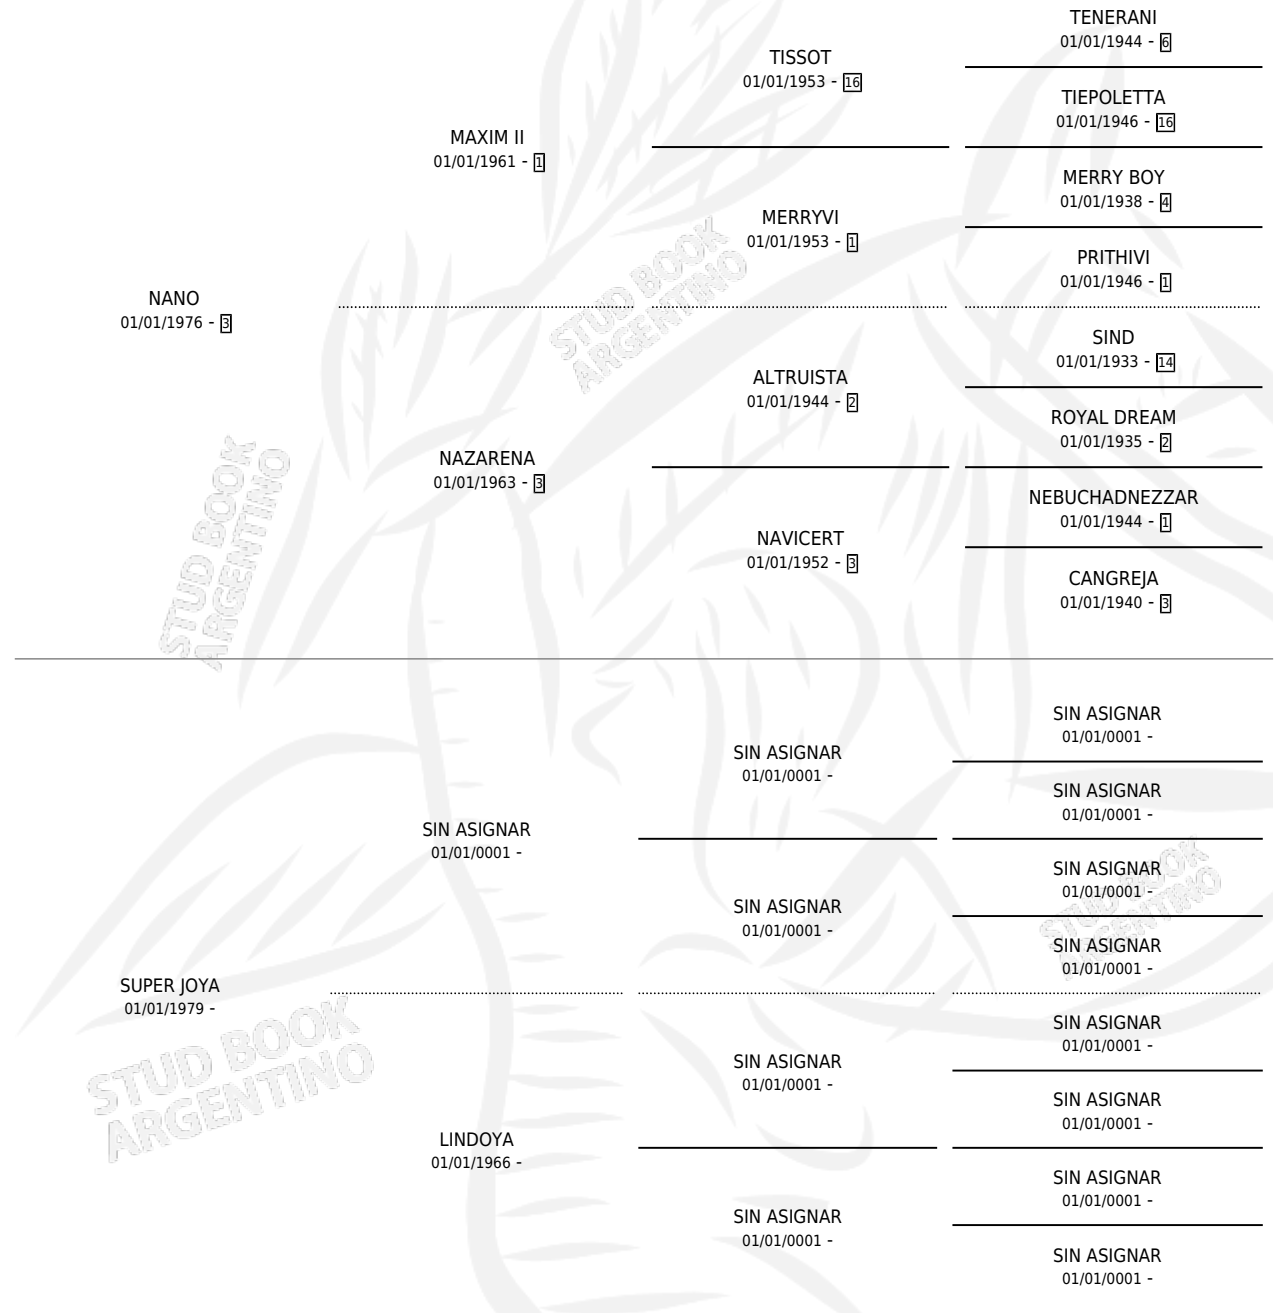 TENERANI
01/01/1944 - 6
TISSOT
01/01/1953 - 16
TIEPOLETTA
01/01/1946 - 16
MAXIM II
01/01/1961 - 1
MERRY BOY
01/01/1938 - 4
MERRYVI
01/01/1953 - 1
PRITHIVI
01/01/1946 - 1
NANO
01/01/1976 - 3
SIND
01/01/1933 - 14
ALTRUISTA
01/01/1944 - 2
ROYAL DREAM
01/01/1935 - 2
NAZARENA
01/01/1963 - 3
NEBUCHADNEZZAR
01/01/1944 - 1
NAVICERT
01/01/1952 - 3
CANGREJA
01/01/1940 - 3
STUD BOOK
ARGENTINO
STUD BOOK
ARGENTINO
SIN ASIGNAR
01/01/0001 -
SIN ASIGNAR
01/01/0001 -
SIN ASIGNAR
01/01/0001 -
SIN ASIGNAR
01/01/0001 -
SIN ASIGNAR
01/01/0001 -
SIN ASIGNAR
01/01/0001 -
SIN ASIGNAR
01/01/0001 -
STUD BOOK
ARGENTINO
SUPER JOYA
01/01/1979 -
SIN ASIGNAR
01/01/0001 -
SIN ASIGNAR
01/01/0001 -
SIN ASIGNAR
01/01/0001 -
LINDOYA
01/01/1966 -
SIN ASIGNAR
01/01/0001 -
SIN ASIGNAR
01/01/0001 -
SIN ASIGNAR
01/01/0001 -
STUD BOOK
ARGENTINO